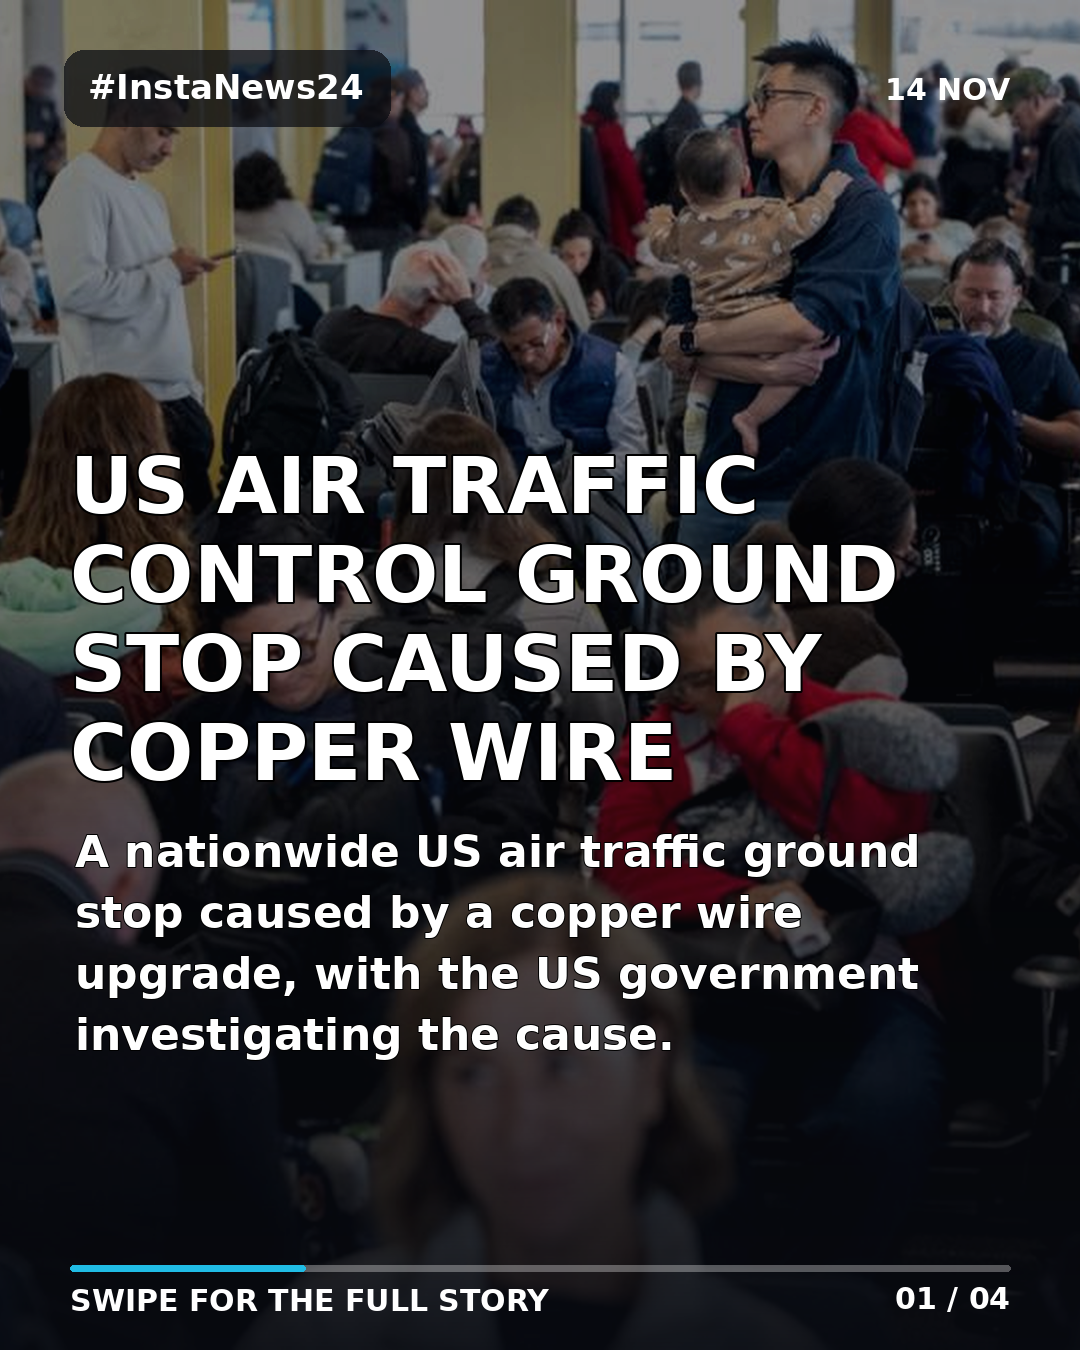 #InstaNews24
14 NOV
US AIR TRAFFIC
CONTROL GROUND
STOP CAUSED BY
COPPER WIRE
A nationwide US air traffic ground
stop caused by a copper wire
upgrade, with the US government
investigating the cause.
SWIPE FOR THE FULL STORY
01 / 04